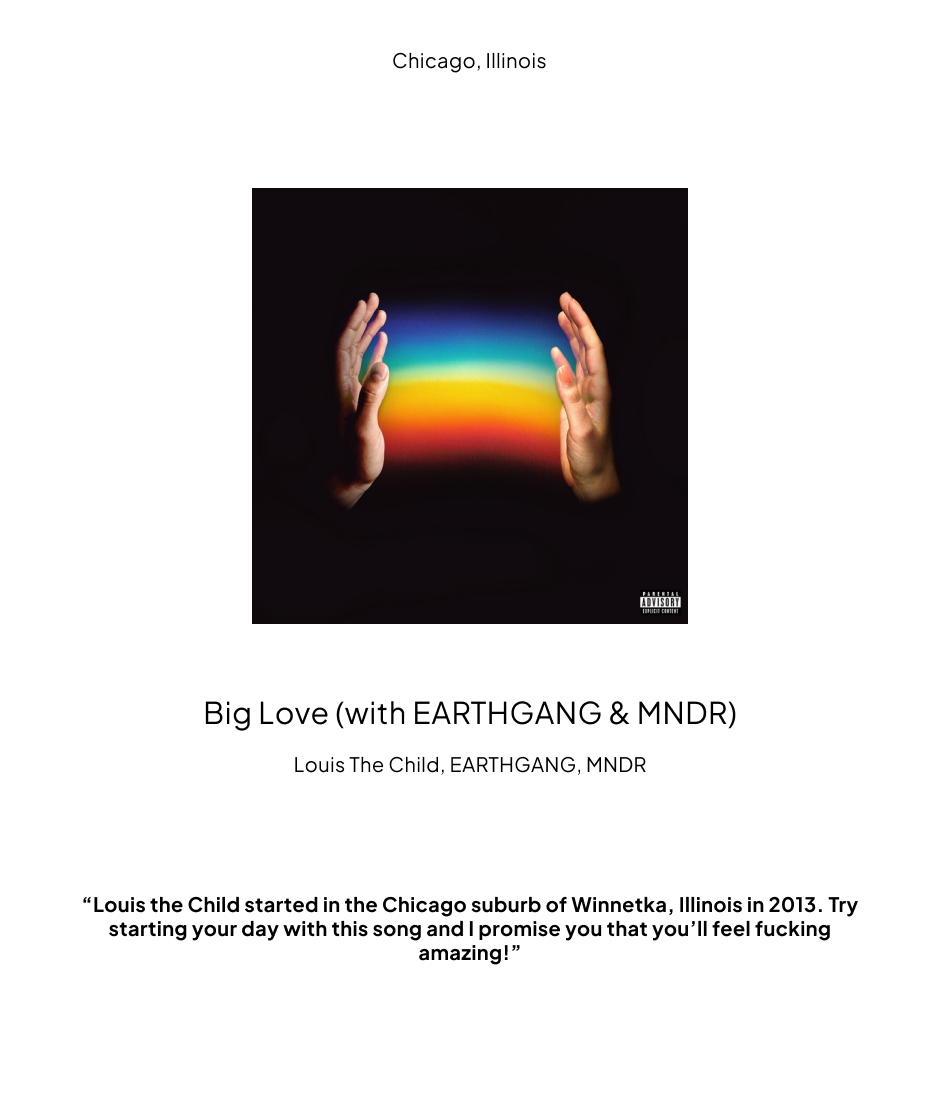 Chicago, Illinois
PARENTAL
ADVISORY
EXPLICIT CONTENT
Big Love (with EARTHGANG & MNDR)
Louis The Child, EARTHGANG, MNDR
“Louis the Child started in the Chicago suburb of Winnetka, Illinois in 2013. Try
starting your day with this song and I promise you that you’ll feel fucking
amazing!”